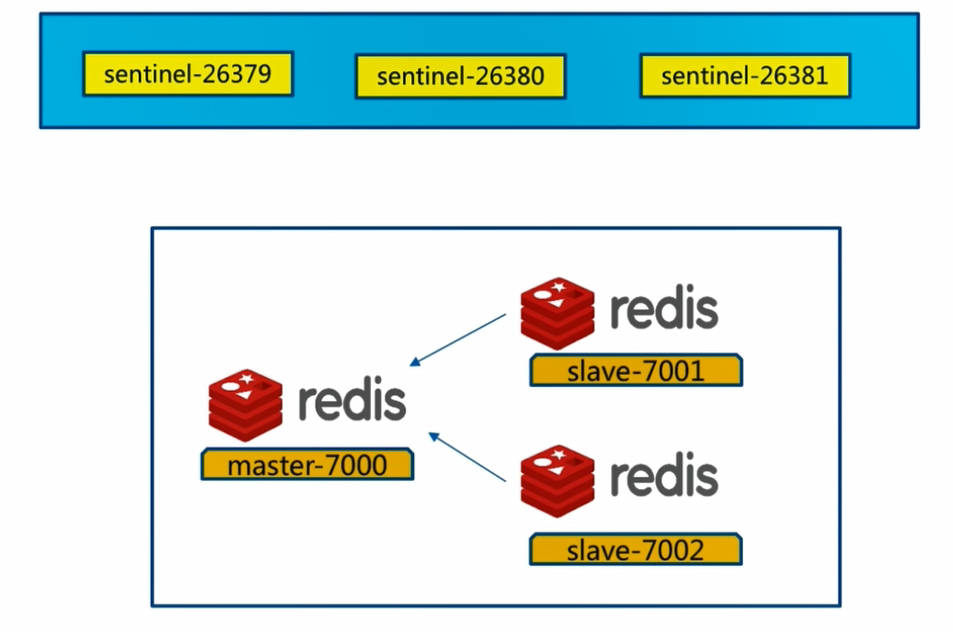 sentinel-26379
sentinel-26380
sentinel-26381
redis
slave-7001
redis
master-7000
redis
slave-7002